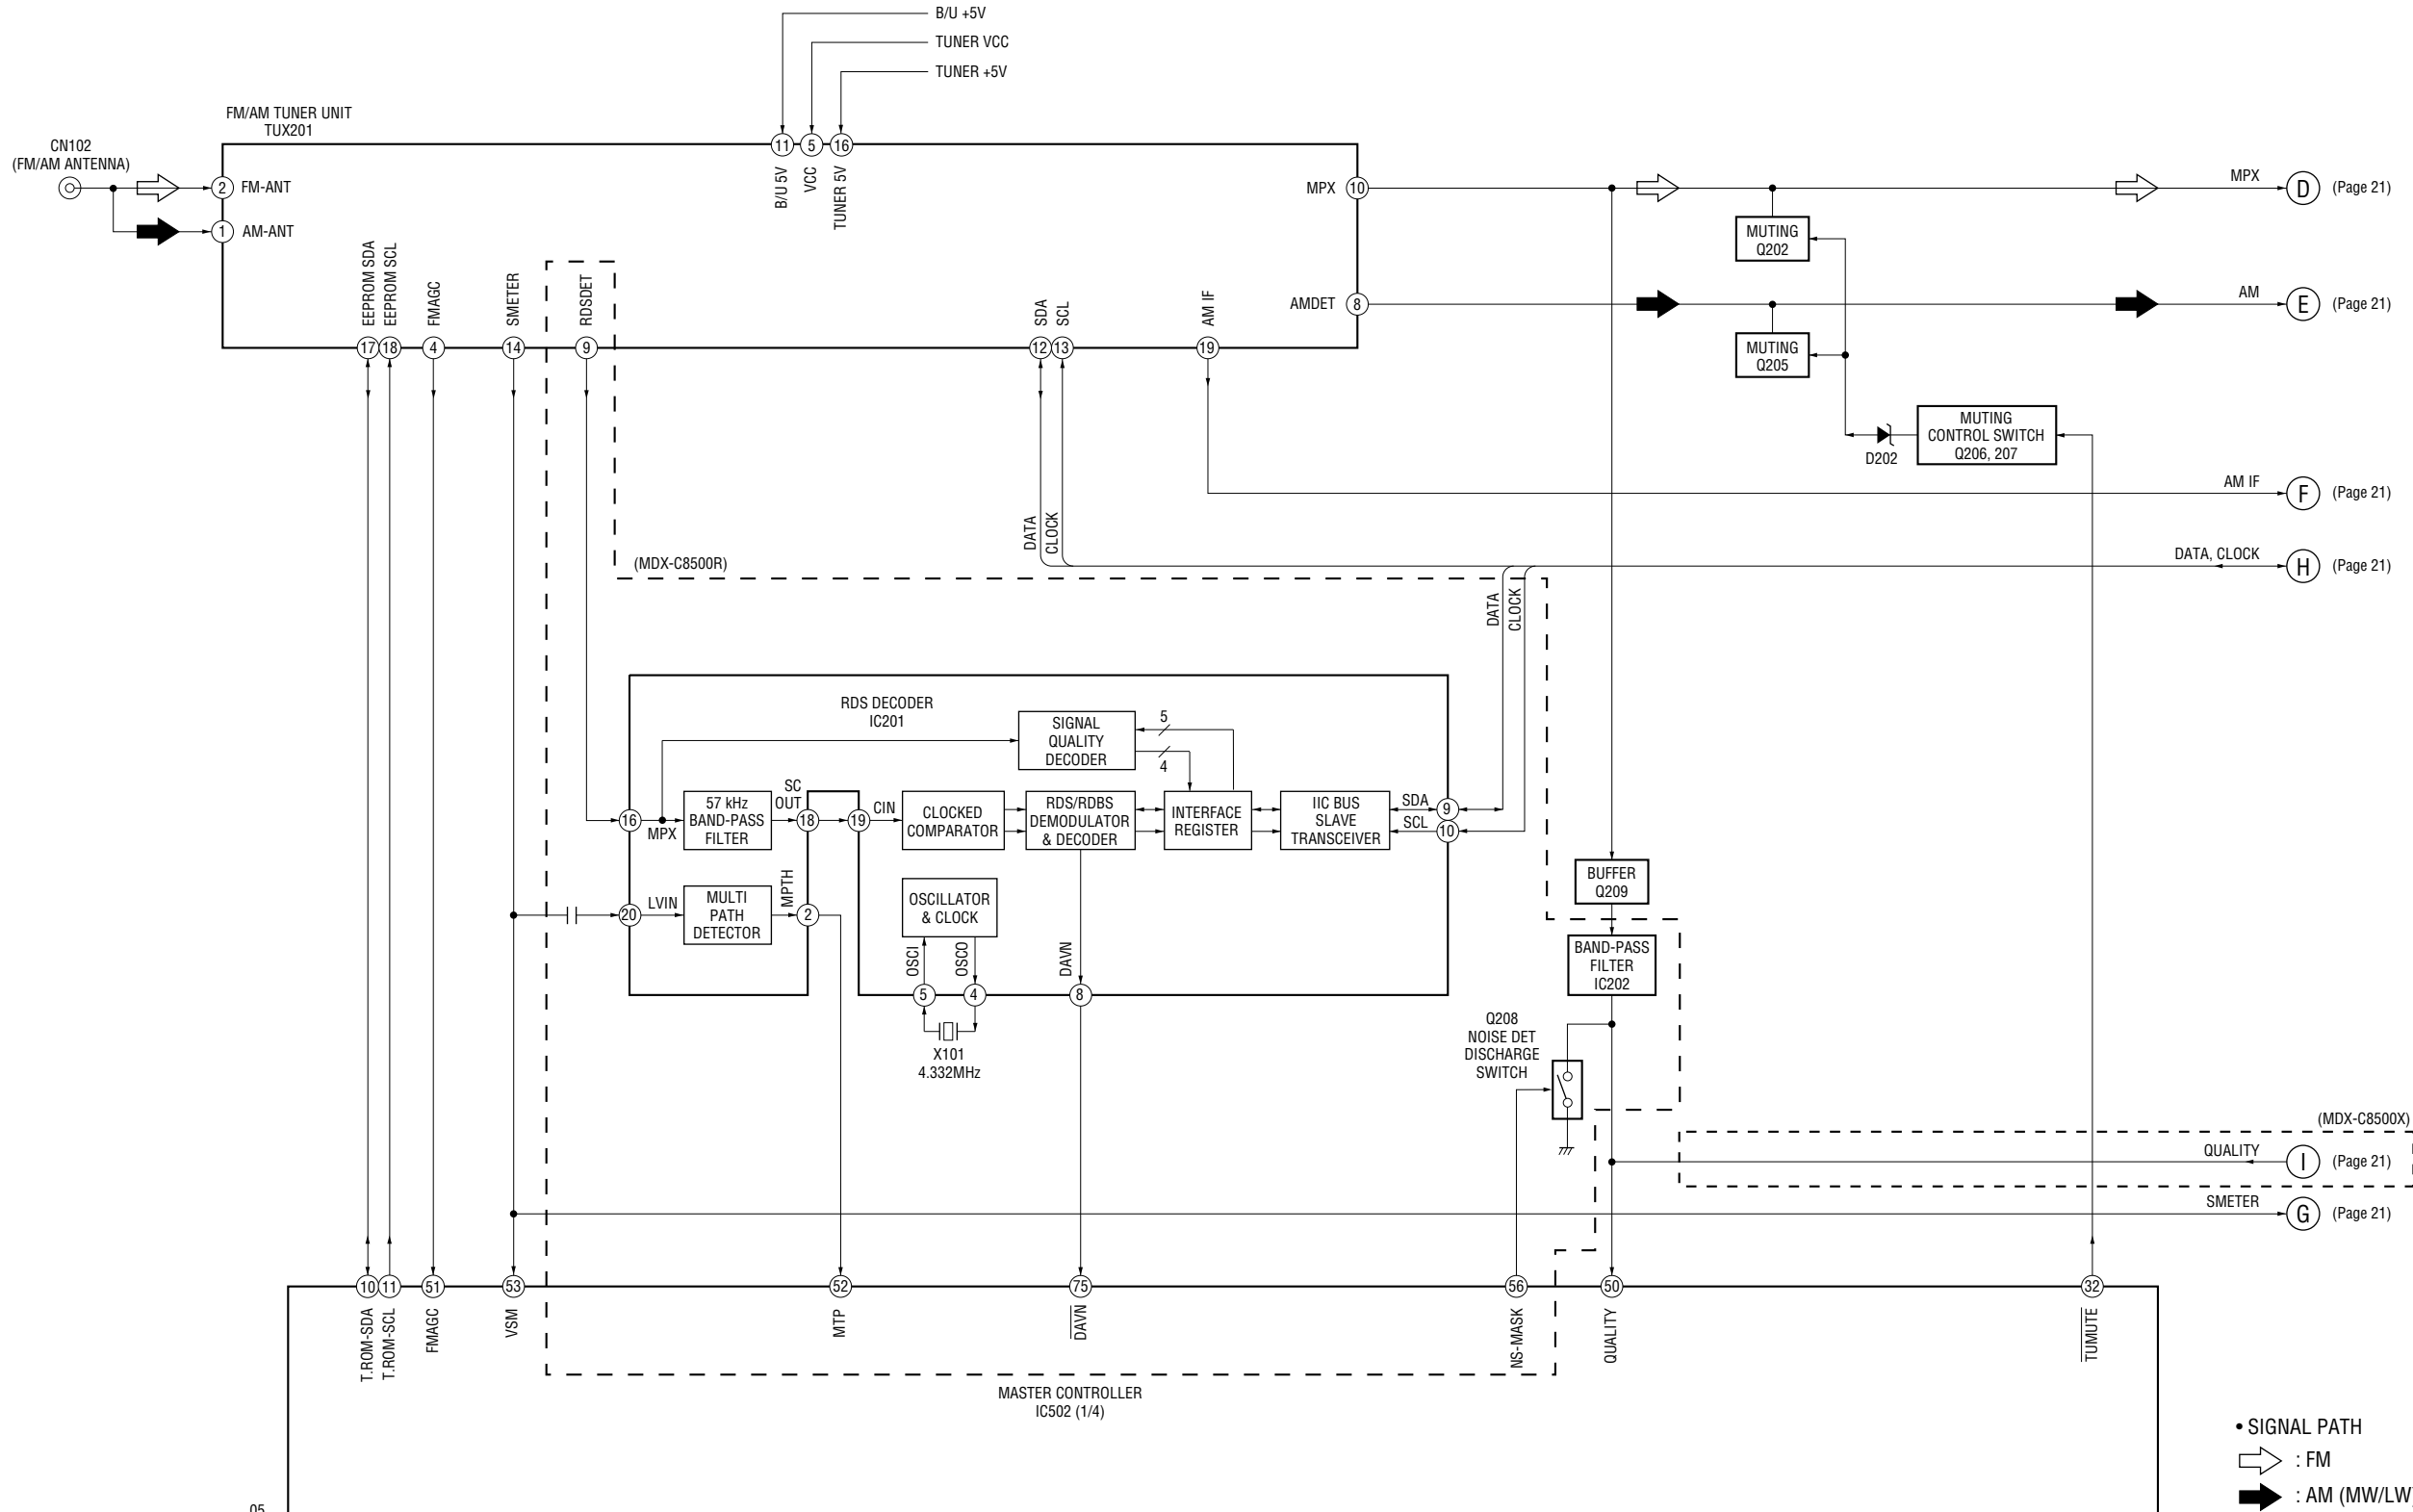 B/U +5V
TUNER VCC
TUNER +5V
FM/AM TUNER UNIT
TUX201
CN102
(FM/AM ANTENNA)
11 5 16
B/U 5V
VCC
TUNER 5V
2 FM-ANT
1 AM-ANT
MPX 10
MPX D (Page 21)
MUTING
Q202
EEPROM SDA
EEPROM SCL
FMAGC
SMETER
RDSDET
SDA
SCL
AM IF
AMDET 8
AM E (Page 21)
17 18 4 14 9 12 13 19
MUTING
Q205
MUTING
CONTROL SWITCH
Q206, 207
D202
AM IF F (Page 21)
DATA
CLOCK
(MDX-C8500R)
DATA, CLOCK H (Page 21)
DATA
CLOCK
RDS DECODER
IC201
SIGNAL
QUALITY
DECODER
5
4
16 MPX
57 kHz
BAND-PASS
FILTER
SC
OUT
18 19 CIN
CLOCKED
COMPARATOR
RDS/RDBS
DEMODULATOR
& DECODER
INTERFACE
REGISTER
IIC BUS
SLAVE
TRANSCEIVER
SDA 9
SCL 10
20 LVIN
MULTI
PATH
DETECTOR
MPTH
2
OSCILLATOR
& CLOCK
OSCI
OSCO
DAVN
5 4 8
X101
4.332MHz
BUFFER
Q209
BAND-PASS
FILTER
IC202
Q208
NOISE DET
DISCHARGE
SWITCH
(MDX-C8500X)
QUALITY I (Page 21)
SMETER G (Page 21)
10 11 51 53 52 75 56 50 32
T.ROM-SDA
T.ROM-SCL
FMAGC
VSM
MTP
DAVN
NS-MASK
QUALITY
TUMUTE
MASTER CONTROLLER
IC502 (1/4)
• SIGNAL PATH
: FM
: AM (MW/LW
05